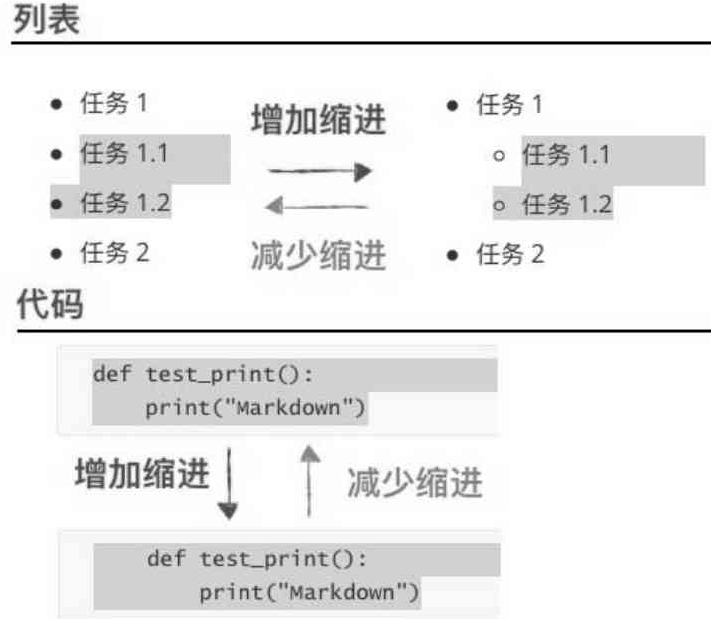 列表
• 任务 1
• 任务 1.1
• 任务 1.2
• 任务 2
增加缩进
减少缩进
• 任务 1
○ 任务 1.1
○ 任务 1.2
• 任务 2
代码
def test_print():
    print("Markdown")
增加缩进
减少缩进
    def test_print():
        print("Markdown")